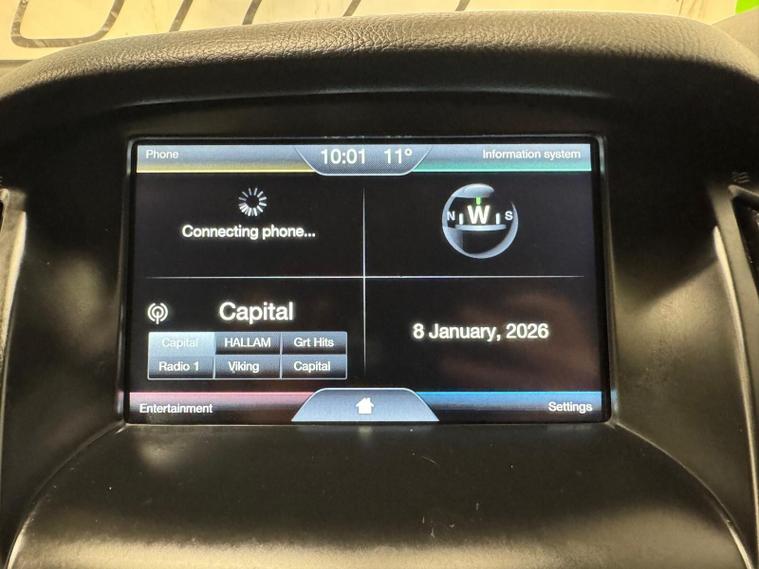 Phone
10:01 11°
Information system
Connecting phone...
N W S
Capital
Capital HALLAM Grt Hits
Radio 1 Viking Capital
8 January, 2026
Entertainment
Settings